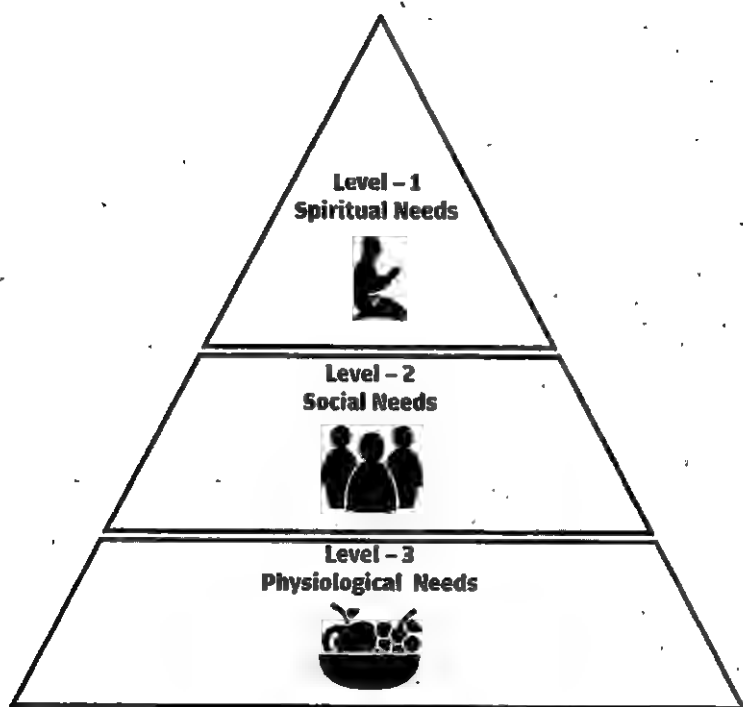 Level – 1
Spiritual Needs
Level – 2
Social Needs
Level – 3
Physiological Needs